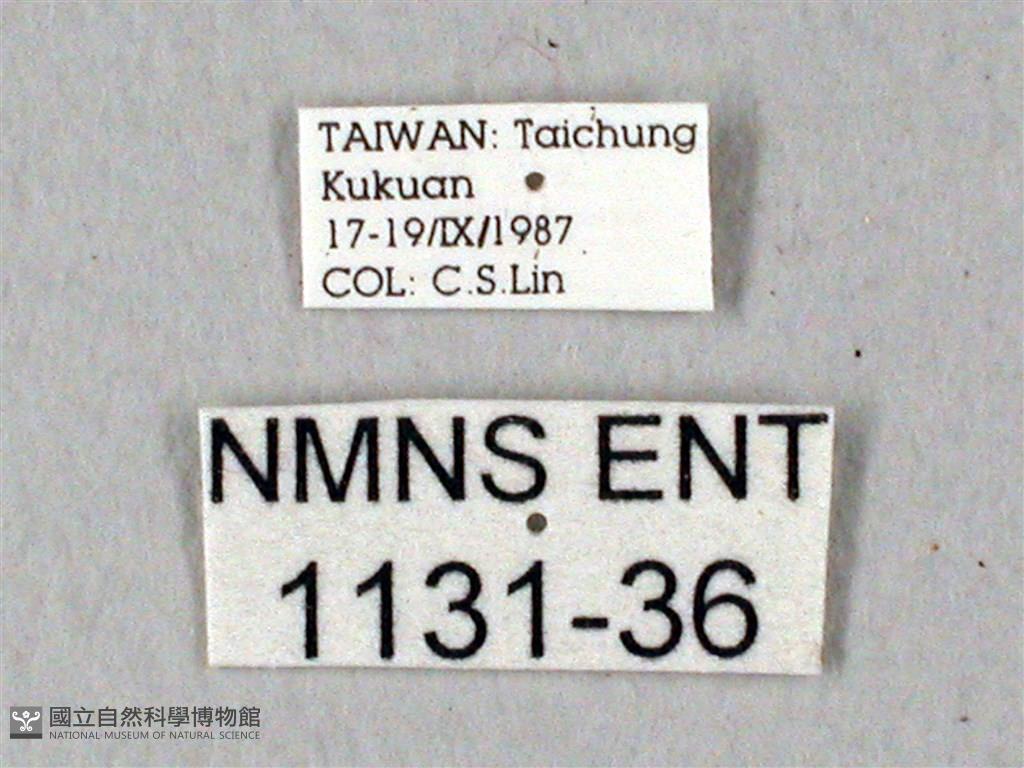 TAIWAN: Taichung
Kukuan
17-19/IX/1987
COL: C.S.Lin
NMNS ENT
1131-36
國立自然科學博物館
NATIONAL MUSEUM OF NATURAL SCIENCE